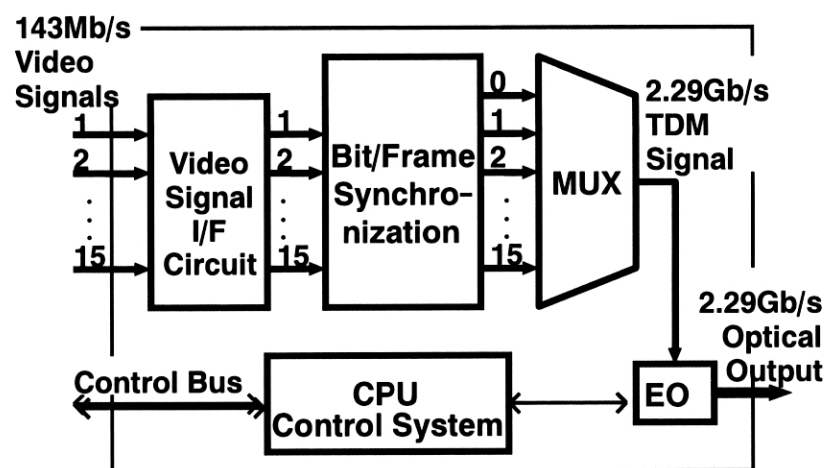 143Mb/s
Video
Signals
1
2
15
Video
Signal
I/F
Circuit
1
2
15
Bit/Frame
Synchro-
nization
0
1
2
15
MUX
2.29Gb/s
TDM
Signal
2.29Gb/s
Optical
Output
Control Bus
CPU
Control System
EO